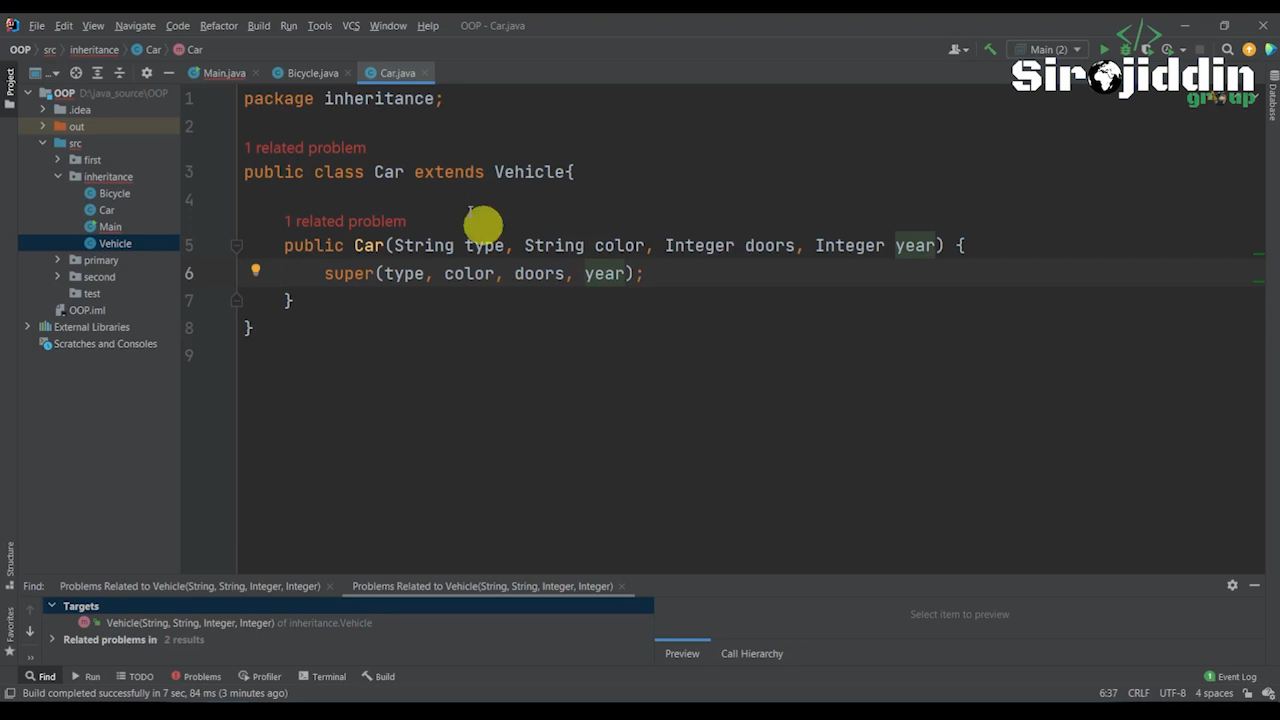 File Edit View Navigate Code Refactor Build Run Tools VCS Window Help OOP - Car.java
OOP src inheritance Car Car Main (2)
Sirojiddin
group
Project
... Main.java Bicycle.java Car.java
Database
OOP D:\java_source\OOP
.idea
out
src
first
inheritance
Bicycle
Car
Main
Vehicle
primary
second
test
OOP.iml
External Libraries
Scratches and Consoles
1 package inheritance;
2
1 related problem
3 public class Car extends Vehicle{
4
1 related problem
5 public Car(String type, String color, Integer doors, Integer year) {
6 super(type, color, doors, year);
7 }
8 }
9
Structure
Favorites
Find: Problems Related to Vehicle(String, String, Integer, Integer) Problems Related to Vehicle(String, String, Integer, Integer)
Targets
Vehicle(String, String, Integer, Integer) of inheritance.Vehicle
Related problems in 2 results
Select item to preview
Preview Call Hierarchy
Find Run TODO Problems Profiler Terminal Build 1 Event Log
Build completed successfully in 7 sec, 84 ms (3 minutes ago) 6:37 CRLF UTF-8 4 spaces